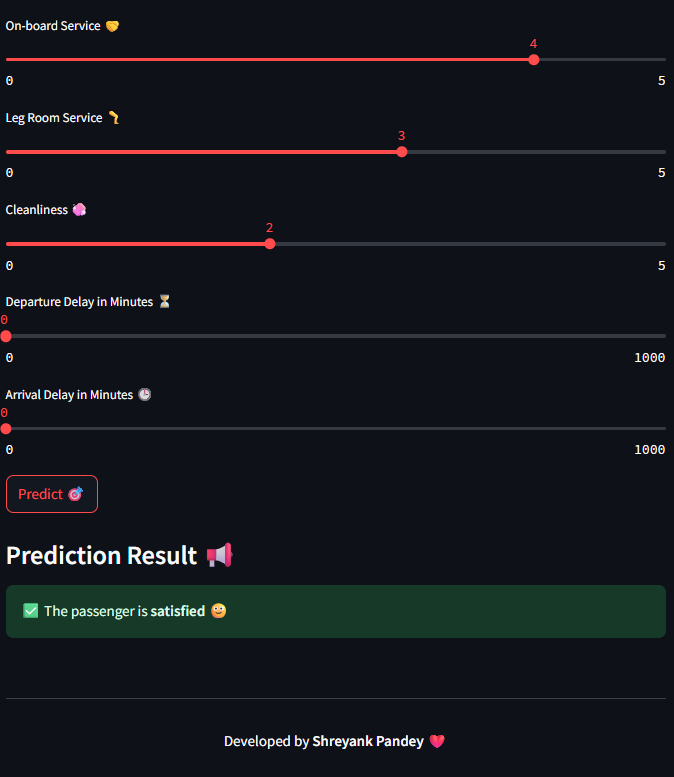 On-board Service 🤝
4
0 5
Leg Room Service 🦵
3
0 5
Cleanliness 🧼
2
0 5
Departure Delay in Minutes ⏳
0
0 1000
Arrival Delay in Minutes 🕒
0
0 1000
Predict 🎯
Prediction Result 📢
✅ The passenger is satisfied 😃
Developed by Shreyank Pandey ❤️